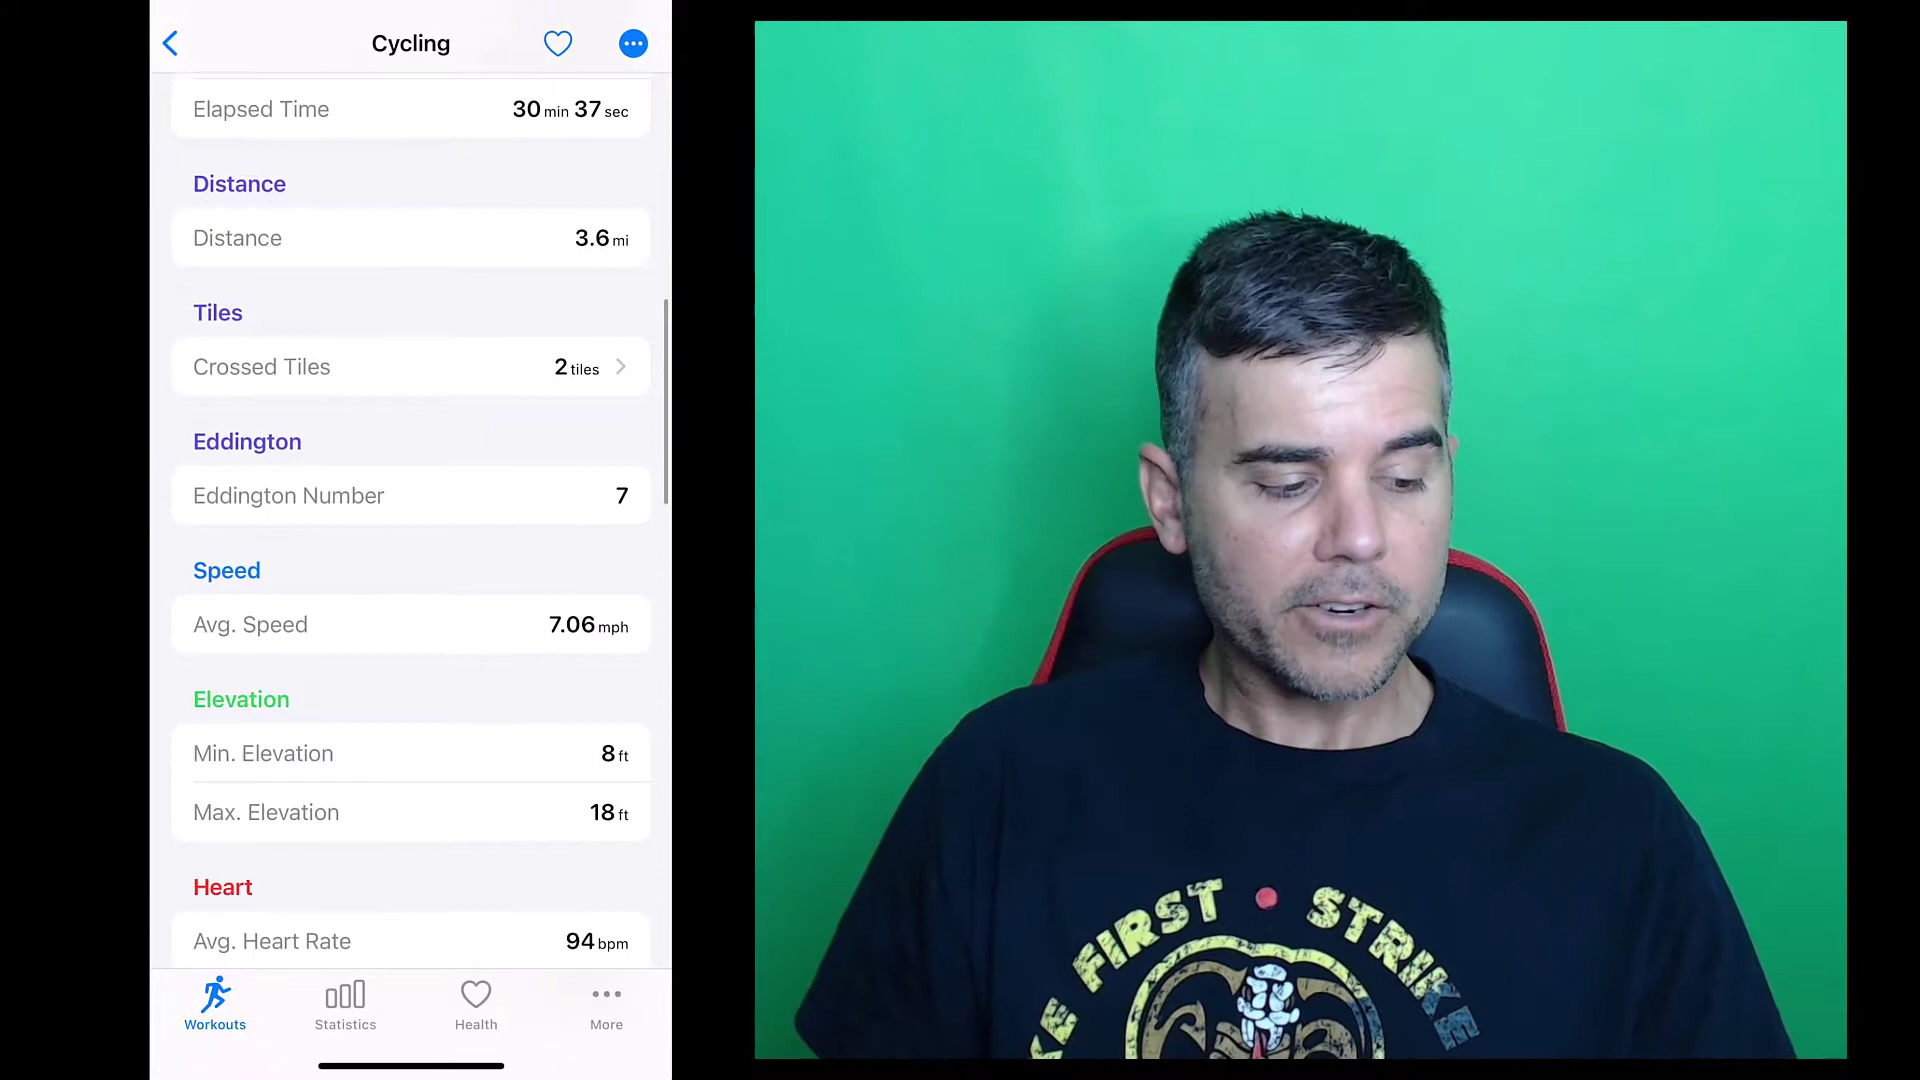 Cycling
Elapsed Time 30 min 37 sec
Distance
Distance 3.6 mi
Tiles
Crossed Tiles 2 tiles
Eddington
Eddington Number 7
Speed
Avg. Speed 7.06 mph
Elevation
Min. Elevation 8 ft
Max. Elevation 18 ft
Heart
Avg. Heart Rate 94 bpm
Workouts Statistics Health More
KE FIRST • STRIKE